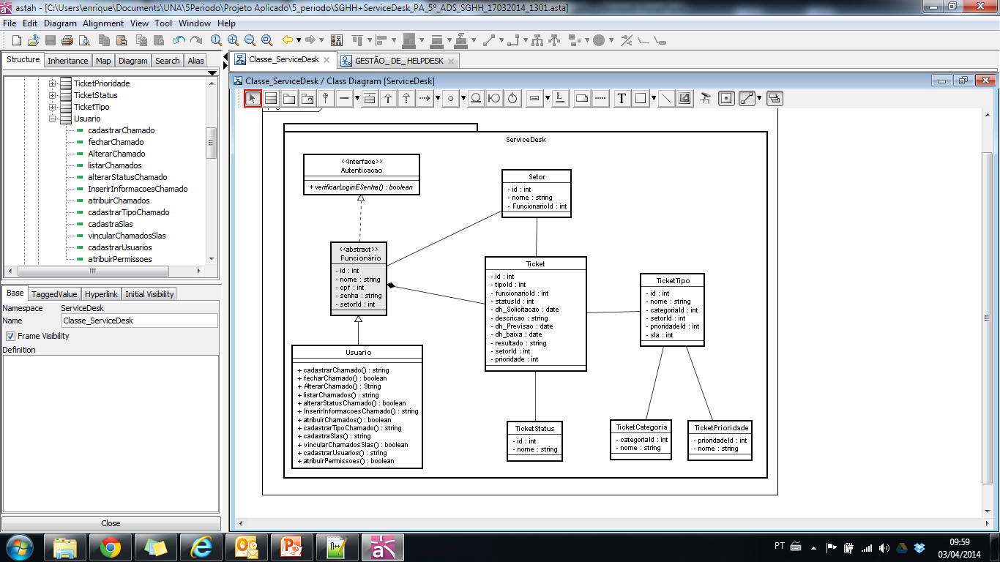 astah - [C:\Users\enrique\Documents\UNA\5Periodo\Projeto Aplicado\5_periodo\SGHH+ServiceDesk_PA_5º_ADS_SGHH_17032014_1301.asta]
File Edit Diagram Alignment View Tool Window Help
Structure Inheritance Map Diagram Search Alias
TicketPrioridade
TicketStatus
TicketTipo
Usuario
cadastrarChamado
fecharChamado
AlterarChamado
listarChamados
alterarStatusChamado
InserirInformacoesChamado
atribuirChamados
cadastrarTipoChamado
cadastraSlas
vincularChamadosSlas
cadastrarUsuarios
atribuirPermissoes
Base TaggedValue Hyperlink Initial Visibility
Namespace ServiceDesk
Name Classe_ServiceDesk
Frame Visibility
Definition
Close
Classe_ServiceDesk
GESTÃO_DE_HELPDESK
Classe_ServiceDesk / Class Diagram [ServiceDesk]
T
ServiceDesk
<<interface>>
Autenticacao
+ verificarLoginESenha() : boolean
Setor
- id : int
- nome : string
- FuncionarioId : int
<<abstract>>
Funcionário
- id : int
- nome : string
- cpf : int
- senha : string
- setorId : int
Ticket
- id : int
- tipoId : int
- funcionarioId : int
- statusId : int
- dh_Solicitacao : date
- descricao : string
- dh_Previsao : date
- dh_baixa : date
- resultado : string
- setorId : int
- prioridade : int
TicketTipo
- id : int
- nome : string
- categoriaId : int
- setorId : int
- prioridadeId : int
- sla : int
Usuario
+ cadastrarChamado() : string
+ fecharChamado() : boolean
+ AlterarChamado() : String
+ listarChamados() : string
+ alterarStatusChamado() : boolean
+ InserirInformacoesChamado() : string
+ atribuirChamados() : boolean
+ cadastrarTipoChamado() : string
+ cadastraSlas() : string
+ vincularChamadosSlas() : boolean
+ cadastrarUsuarios() : string
+ atribuirPermissoes() : boolean
TicketStatus
- id : int
- nome : string
TicketCategoria
- categoriaId : int
- nome : string
TicketPrioridade
- prioridadeId : int
- nome : string
PT
09:59
03/04/2014